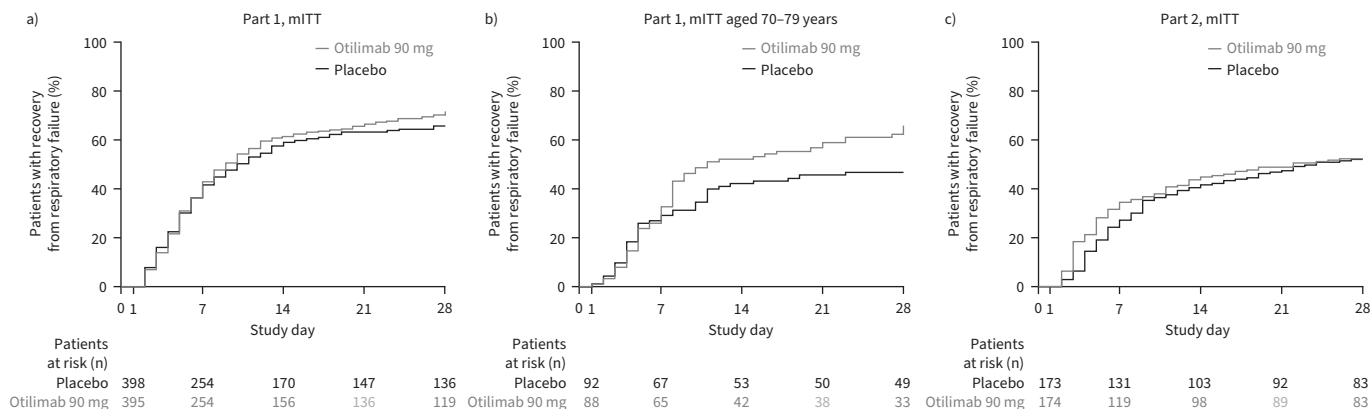 a) Part 1, mITT
Patients with recovery
from respiratory failure (%)
100
80
60
40
20
0
Otilimab 90 mg
Placebo
0 1 7 14 21 28
Study day
Patients
at risk (n)
Placebo 398 254 170 147 136
Otilimab 90 mg 395 254 156 136 119
b) Part 1, mITT aged 70–79 years
Patients with recovery
from respiratory failure (%)
100
80
60
40
20
0
Otilimab 90 mg
Placebo
0 1 7 14 21 28
Study day
Patients
at risk (n)
Placebo 92 67 53 50 49
Otilimab 90 mg 88 65 42 38 33
c) Part 2, mITT
Patients with recovery
from respiratory failure (%)
100
80
60
40
20
0
Otilimab 90 mg
Placebo
0 1 7 14 21 28
Study day
Patients
at risk (n)
Placebo 173 131 103 92 83
Otilimab 90 mg 174 119 98 89 83